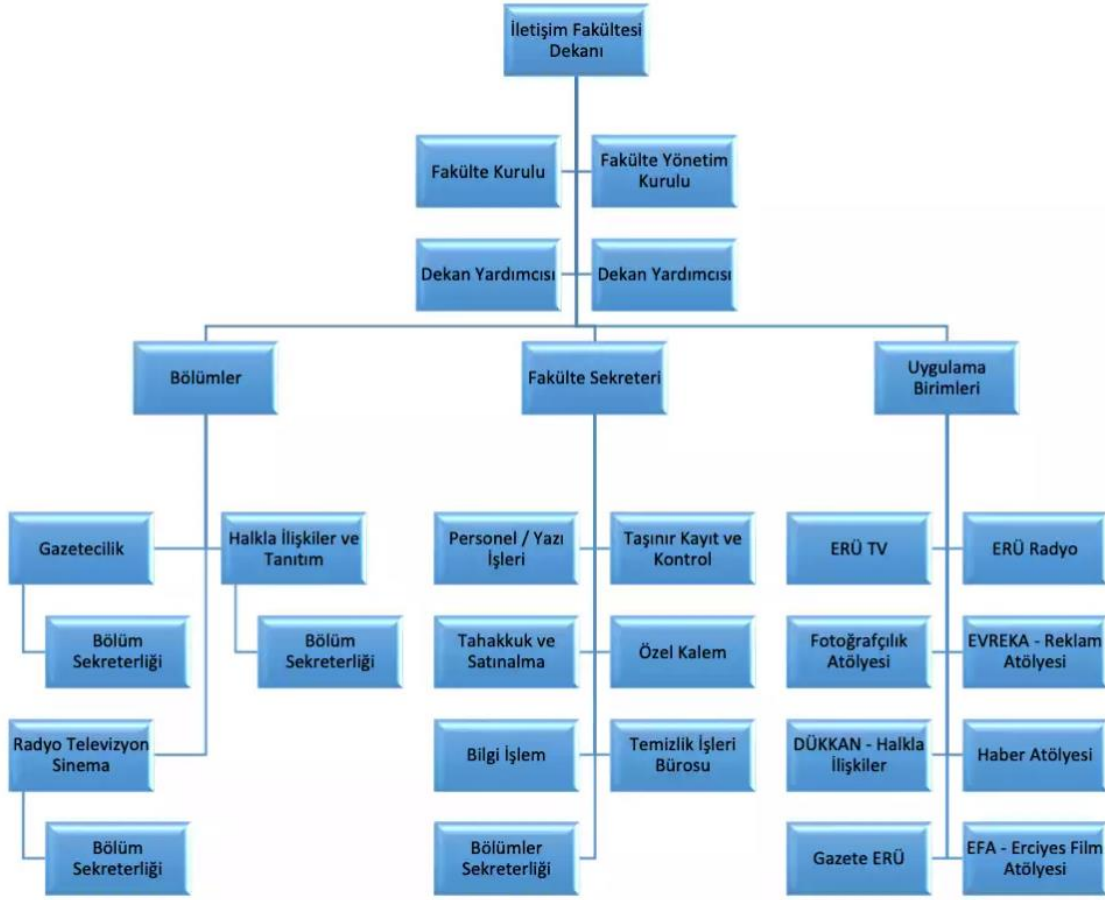 İletişim Fakültesi
Dekanı
Fakülte Kurulu
Fakülte Yönetim
Kurulu
Dekan Yardımcısı
Dekan Yardımcısı
Bölümler
Fakülte Sekreteri
Uygulama
Birimleri
Gazetecilik
Halkla İlişkiler ve
Tanıtım
Personel / Yazı
İşleri
Taşınır Kayıt ve
Kontrol
ERÜ TV
ERÜ Radyo
Bölüm
Sekreterliği
Bölüm
Sekreterliği
Tahakkuk ve
Satınalma
Özel Kalem
Fotoğrafçılık
Atölyesi
EVREKA - Reklam
Atölyesi
Radyo Televizyon
Sinema
Bilgi İşlem
Temizlik İşleri
Bürosu
DÜKKAN - Halkla
İlişkiler
Haber Atölyesi
Bölüm
Sekreterliği
Bölümler
Sekreterliği
Gazete ERÜ
EFA - Erciyes Film
Atölyesi